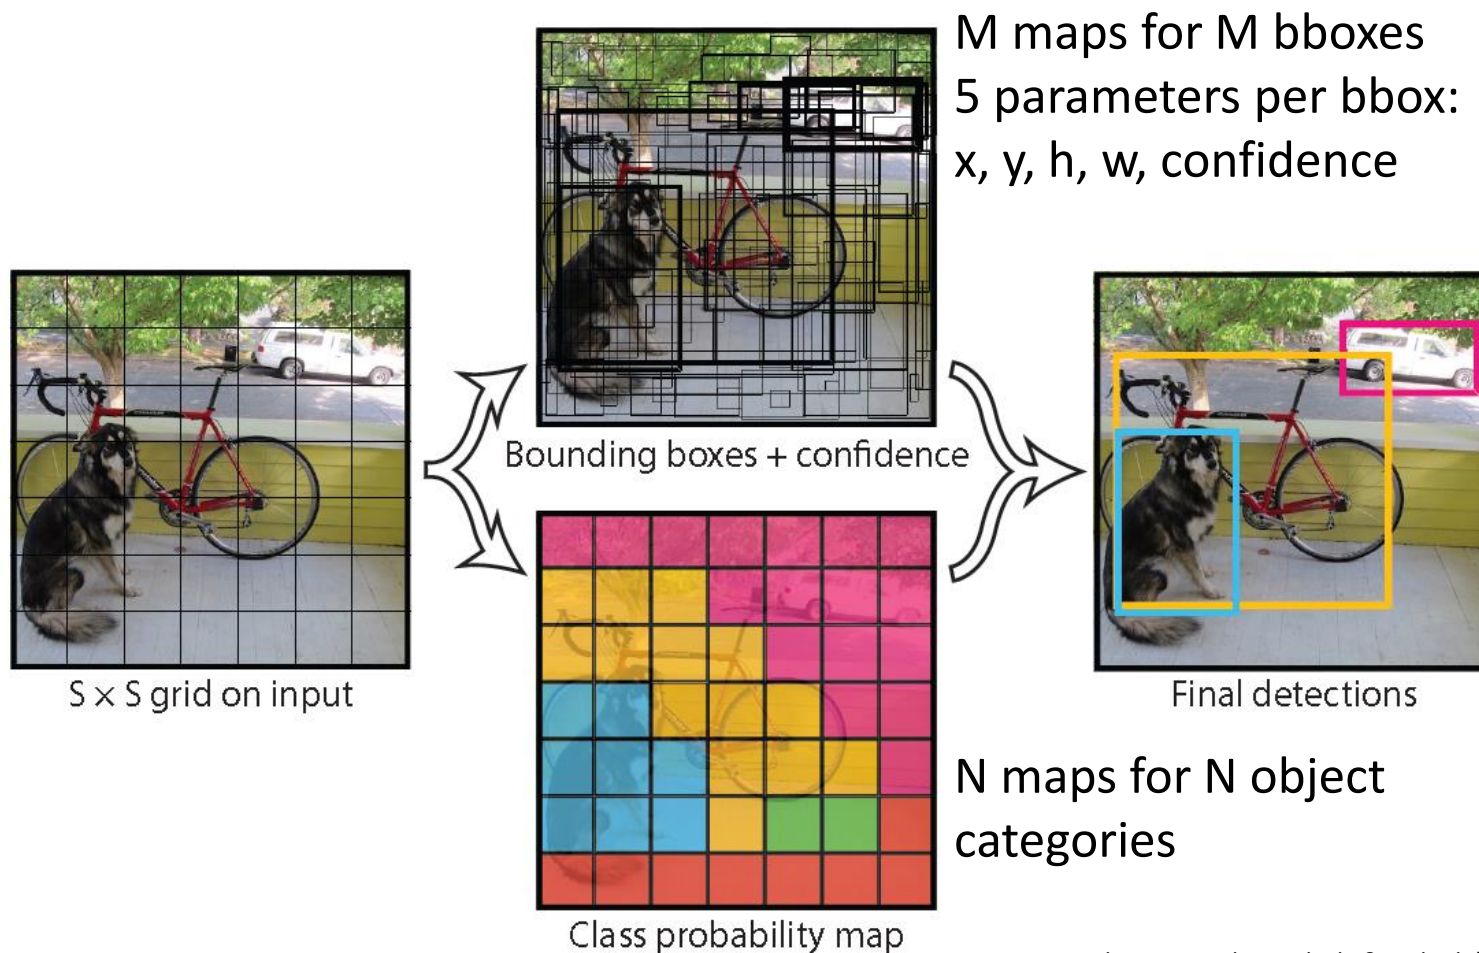 M maps for M bboxes
5 parameters per bbox:
x, y, h, w, confidence
Bounding boxes + confidence
S × S grid on input
Final detections
N maps for N object
categories
Class probability map